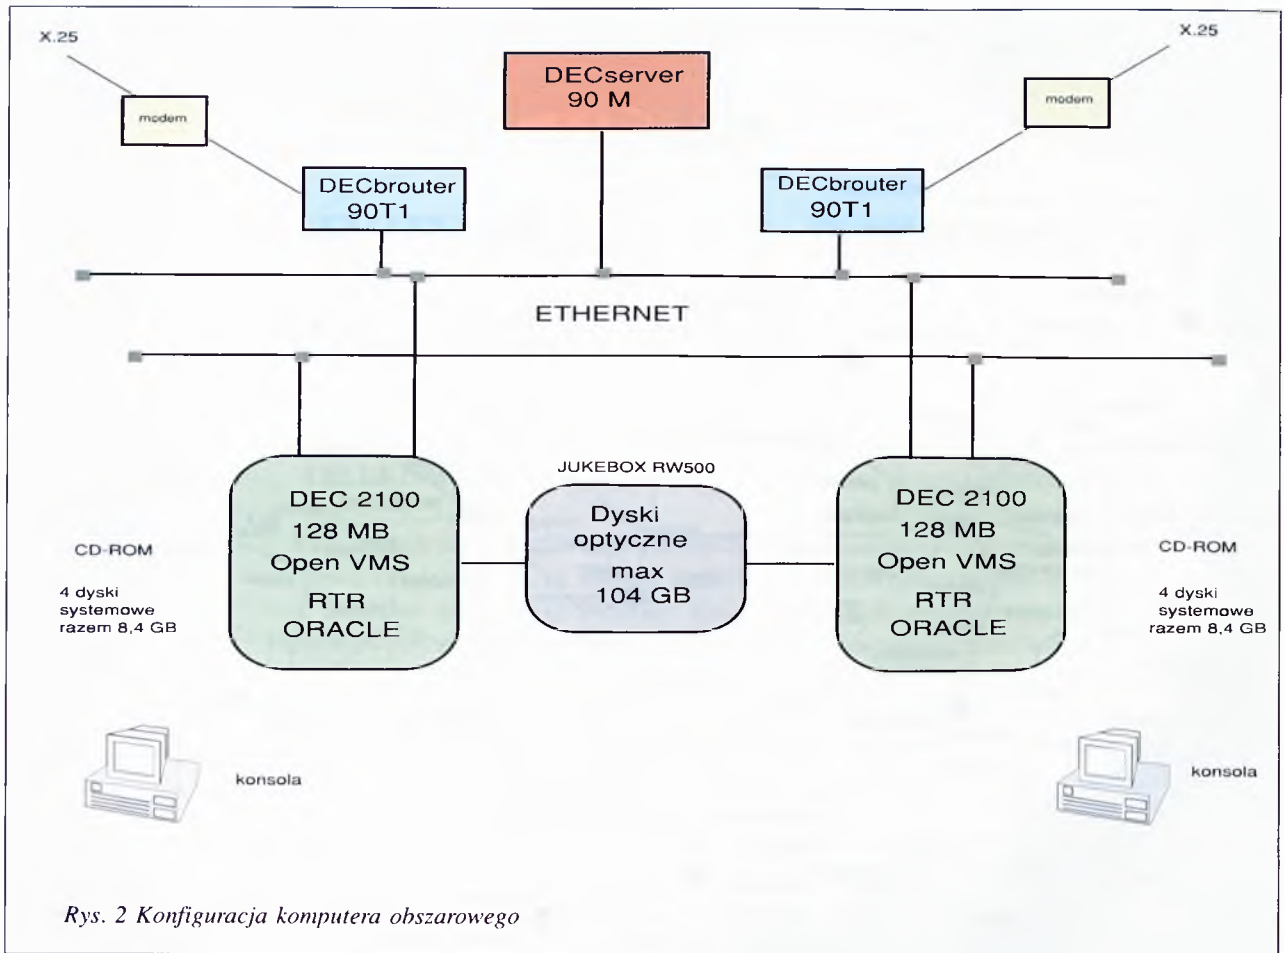 X.25
X.25
DECserver
90 M
modem
modem
DECbrouter
90T1
DECbrouter
90T1
ETHERNET
JUKEBOX RW500
DEC 2100
128 MB
Open VMS
RTR
ORACLE
Dyski
optyczne
max
104 GB
DEC 2100
128 MB
Open VMS
RTR
ORACLE
CD-ROM
4 dyski
systemowe
razem 8,4 GB
CD-ROM
4 dyski
systemowe
razem 8,4 GB
konsola
konsola
Rys. 2 Konfiguracja komputera obszarowego